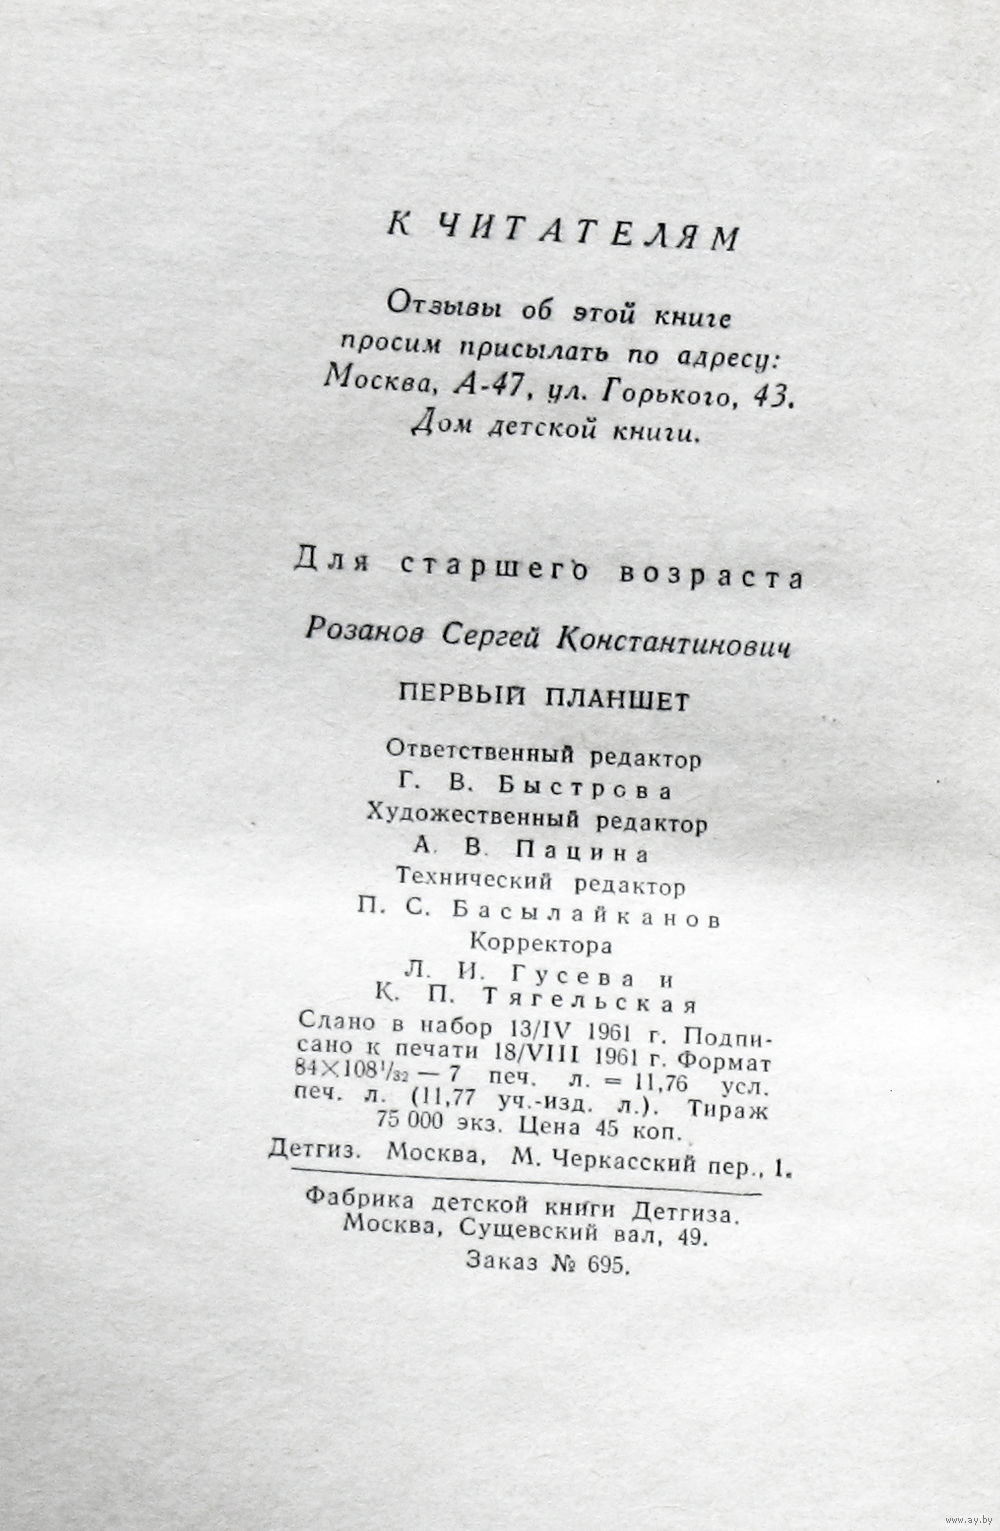 К ЧИТАТЕЛЯМ
Отзывы об этой книге
просим присылать по адресу:
Москва, А-47, ул. Горького, 43.
Дом детской книги.
Для старшего возраста
Розанов Сергей Константинович
ПЕРВЫЙ ПЛАНШЕТ
Ответственный редактор
Г. В. Быстрова
Художественный редактор
А. В. Пацина
Технический редактор
П. С. Басылайканов
Корректора
Л. И. Гусева и
К. П. Тягельская
Сдано в набор 13/IV 1961 г. Подпи-
сано к печати 18/VIII 1961 г. Формат
84×108¹/₃₂ — 7 печ. л. = 11,76 усл.
печ. л. (11,77 уч.-изд. л.). Тираж
75 000 экз. Цена 45 коп.
Детгиз. Москва, М. Черкасский пер., 1.
Фабрика детской книги Детгиза.
Москва, Сущевский вал, 49.
Заказ № 695.
www.ay.by